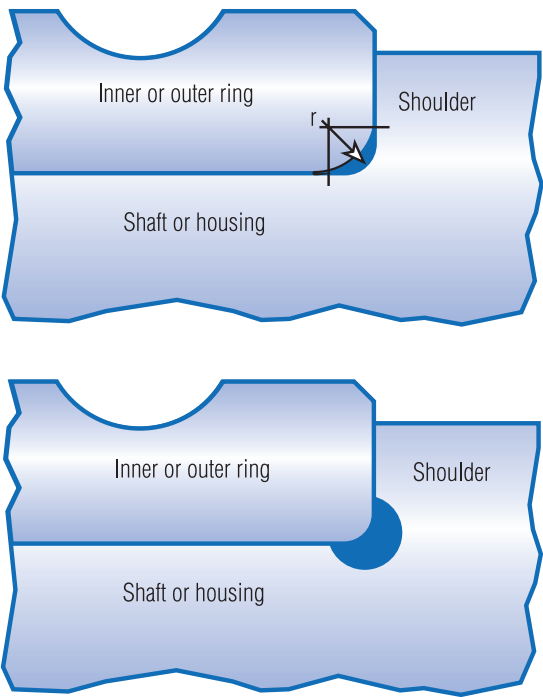 Inner or outer ring
Shoulder
r
Shaft or housing
Inner or outer ring
Shoulder
Shaft or housing